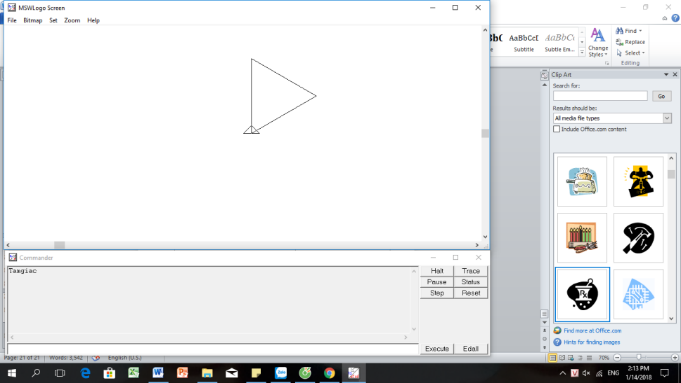 MSWLogo Screen
File Bitmap Set Zoom Help
AaBbCcI AaBbCcI
Subtitle Subtle Em...
Change Styles
Find
Replace
Select
Editing
Clip Art
Search for:
Go
Results should be:
All media file types
Include Office.com content
Find more at Office.com
Hints for finding images
Commander
Tamgiac
Halt Trace
Pause Status
Step Reset
Execute Edall
Page: 21 of 21 Words: 3,542 English (U.S.) 70%
ENG
2:13 PM
1/14/2018